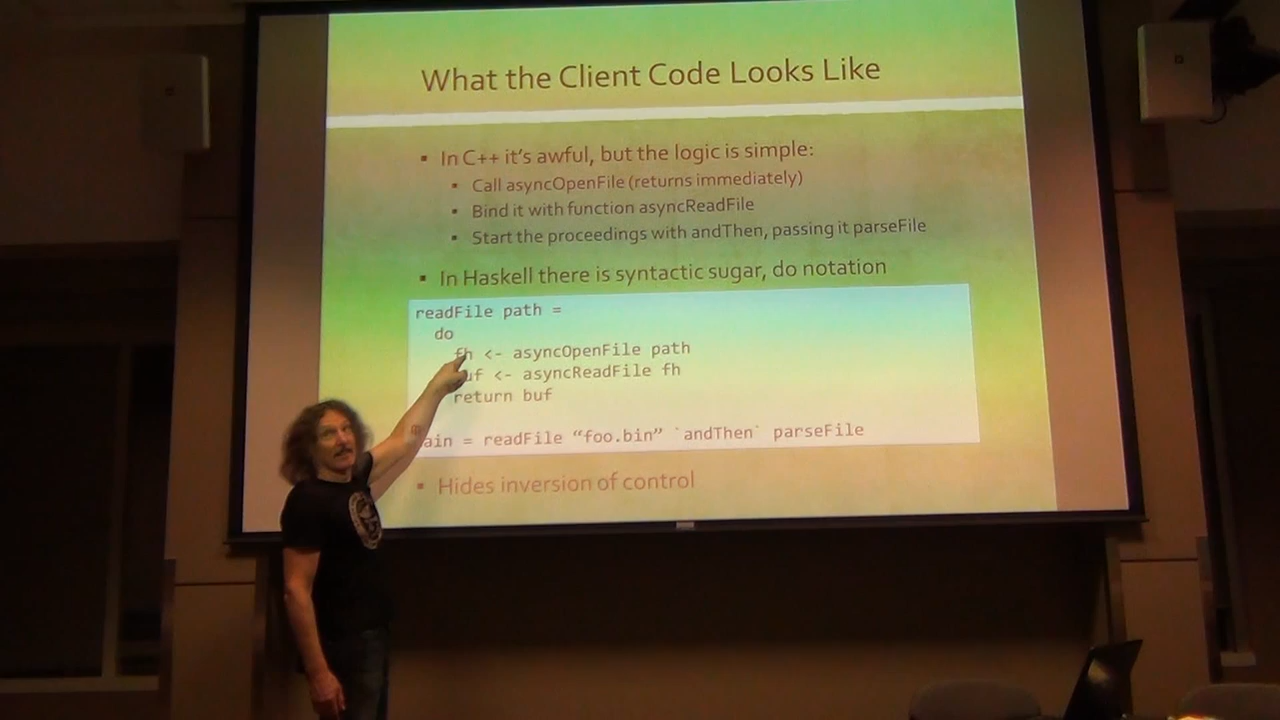 What the Client Code Looks Like
▪ In C++ it's awful, but the logic is simple:
▪ Call asyncOpenFile (returns immediately)
▪ Bind it with function asyncReadFile
▪ Start the proceedings with andThen, passing it parseFile
▪ In Haskell there is syntactic sugar, do notation
readFile path =
do
fh <- asyncOpenFile path
buf <- asyncReadFile fh
return buf
main = readFile “foo.bin” `andThen` parseFile
▪ Hides inversion of control